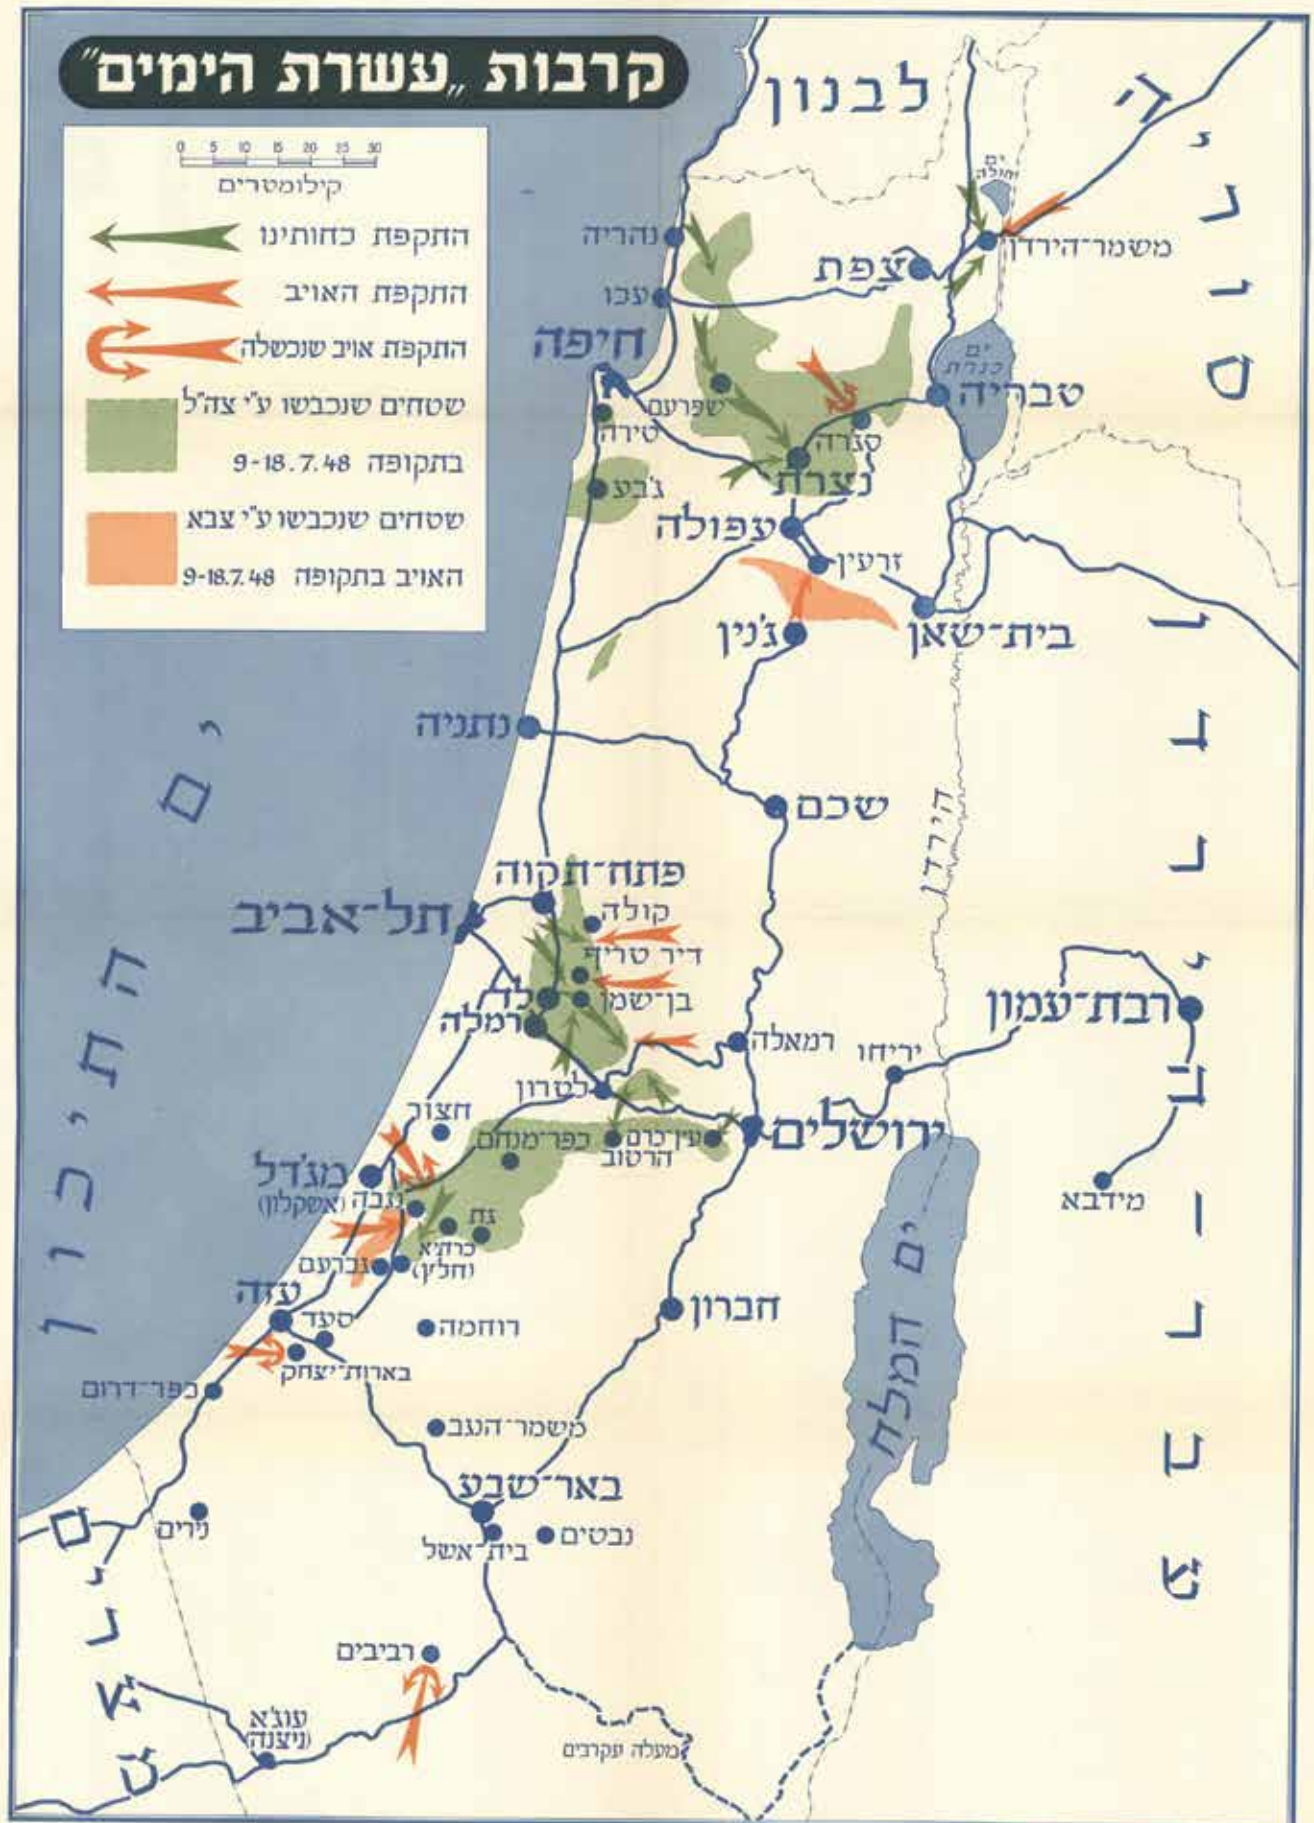 קרבות „עשרת הימים"
0 5 10 15 20 25 30
קילומטרים
התקפת כחותינו
התקפת האויב
התקפת אויב שנכשלה
שטחים שנכבשו ע"י צה"ל
בתקופה 9-18.7.48
שטחים שנכבשו ע"י צבא
האויב בתקופה 9-18.7.48
לבנון
סוריה
ים
חולה
נהריה
משמר־הירדן
צפת
עכו
חיפה
ים
כנרת
טבריה
שפרעם
טירה
סג'רה
נצרת
ג'בע
עפולה
זרעין
ג'נין
בית־שאן
עבר־הירדן
נתניה
ים התיכון
שכם
הירדן
פתח־תקוה
תל־אביב
קולה
דיר טריף
לד
בן־שמן
רמלה
רבת־עמון
רמאלה
יריחו
לטרון
חצור
ירושלים
כפר־מנחם
עין־כרם
הרטוב
מג'דל
(אשקלון)
נגבה
מידבא
גת
כרתיא
(חלץ)
גברעם
ים המלח
עזה
סעד
רוחמה
חברון
בארות־יצחק
כפר־דרום
משמר־הנגב
באר־שבע
נירים
בית־אשל
נבטים
מצרים
רביבים
עוג'א
(ניצנה)
מעלה עקרבים